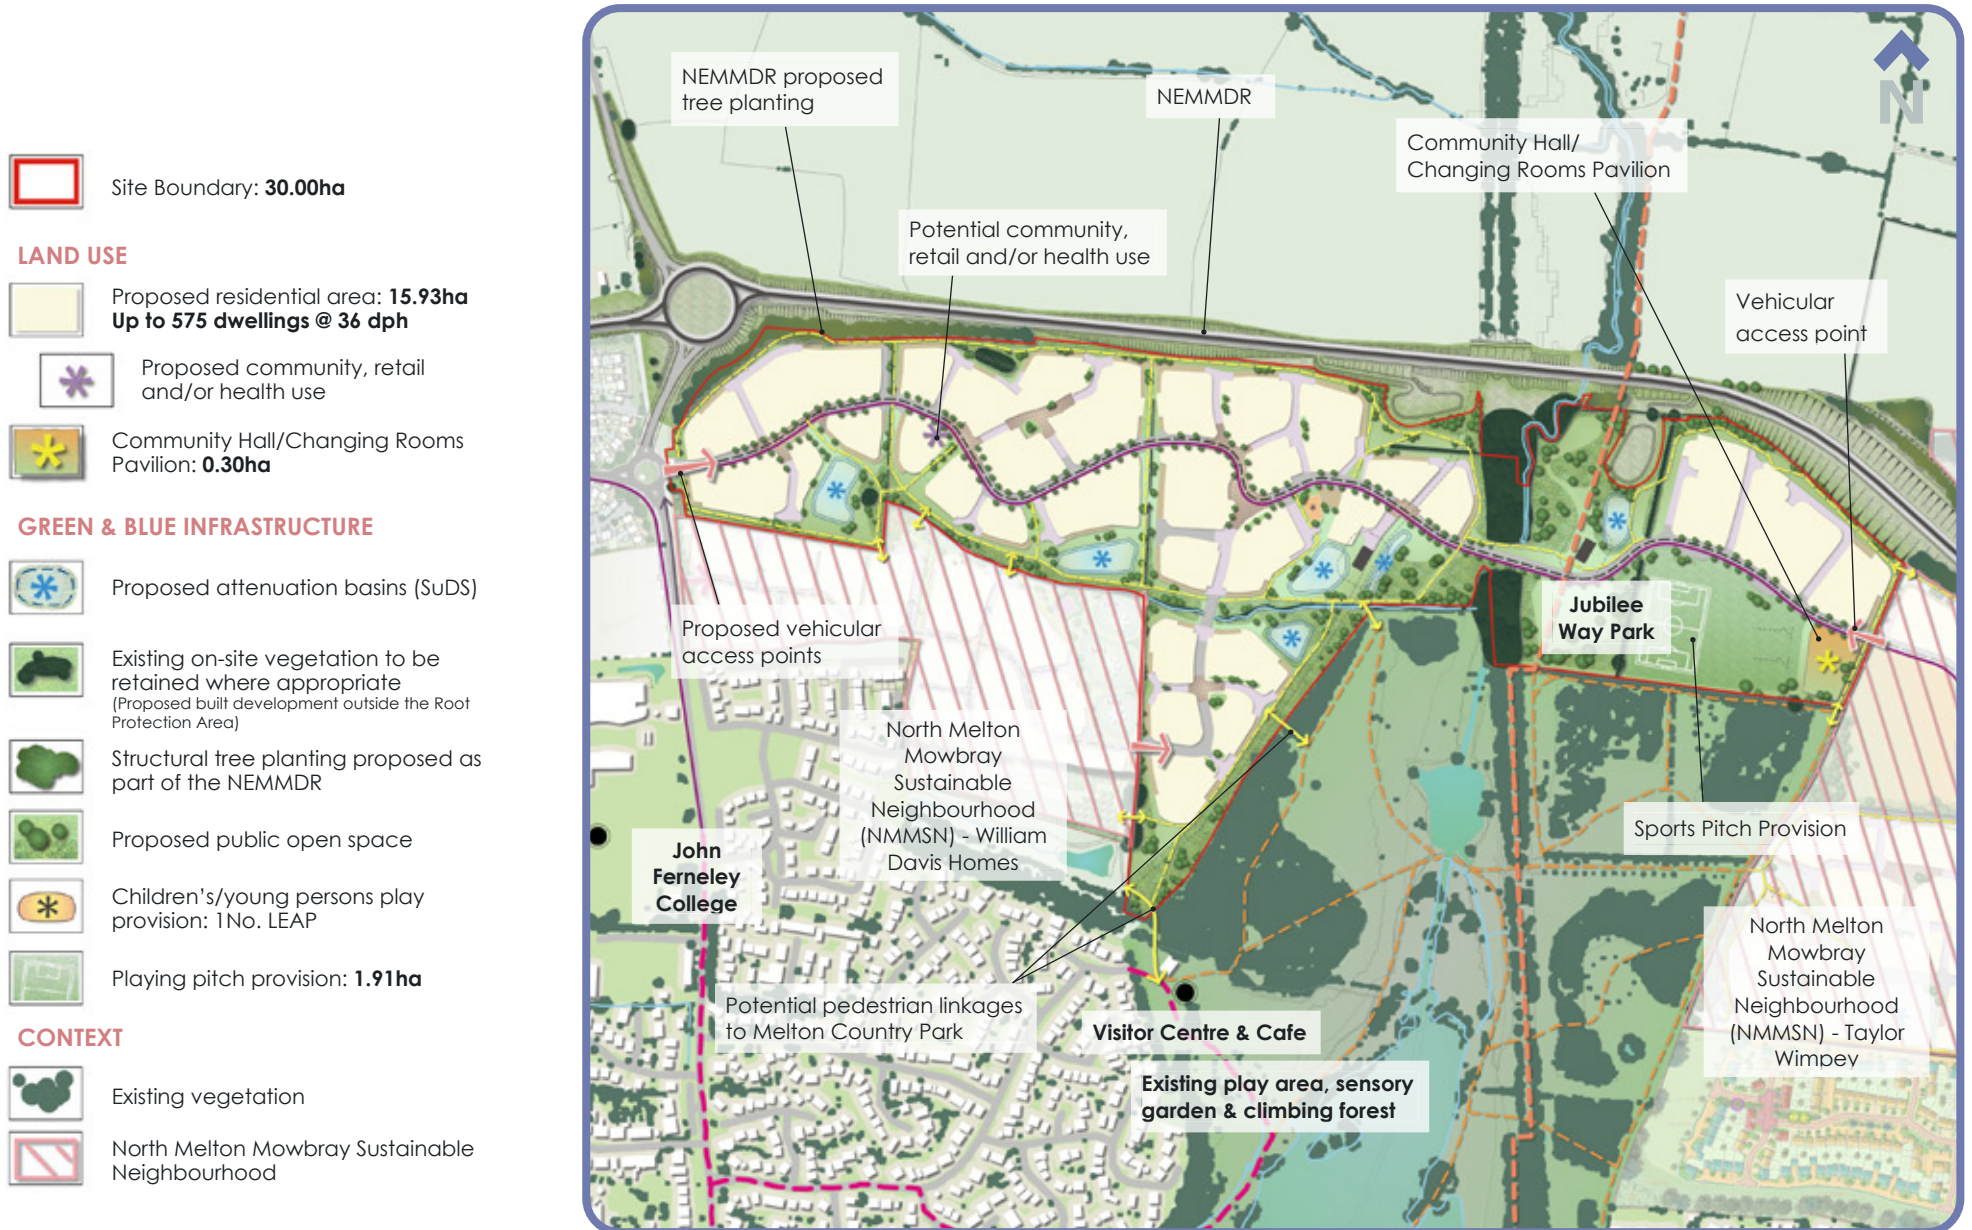 Site Boundary: 30.00ha
LAND USE
Proposed residential area: 15.93ha
Up to 575 dwellings @ 36 dph
Proposed community, retail
and/or health use
Community Hall/Changing Rooms
Pavilion: 0.30ha
GREEN & BLUE INFRASTRUCTURE
Proposed attenuation basins (SuDS)
Existing on-site vegetation to be
retained where appropriate
(Proposed built development outside the Root
Protection Area)
Structural tree planting proposed as
part of the NEMMDR
Proposed public open space
Children's/young persons play
provision: 1No. LEAP
Playing pitch provision: 1.91ha
CONTEXT
Existing vegetation
North Melton Mowbray Sustainable
Neighbourhood
NEMMDR proposed
tree planting
NEMMDR
N
Community Hall/
Changing Rooms Pavilion
Potential community,
retail and/or health use
Vehicular
access point
Proposed vehicular
access points
Jubilee
Way Park
North Melton
Mowbray
Sustainable
Neighbourhood
(NMMSN) - William
Davis Homes
Sports Pitch Provision
John
Ferneley
College
North Melton
Mowbray
Sustainable
Neighbourhood
(NMMSN) - Taylor
Wimpey
Potential pedestrian linkages
to Melton Country Park
Visitor Centre & Cafe
Existing play area, sensory
garden & climbing forest